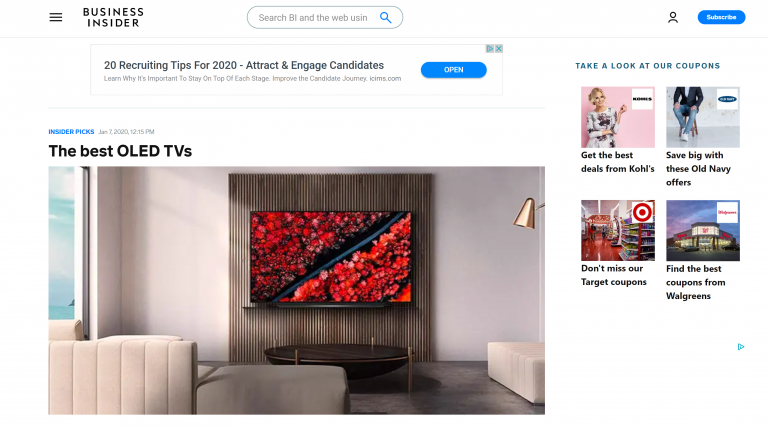 BUSINESS
INSIDER
Search BI and the web usin
Subscribe
20 Recruiting Tips For 2020 - Attract & Engage Candidates
Learn Why It's Important To Stay On Top Of Each Stage. Improve the Candidate Journey. icims.com
OPEN
INSIDER PICKS Jan 7, 2020, 12:15 PM
The best OLED TVs
TAKE A LOOK AT OUR COUPONS
KOHL'S
OLD NAVY
Get the best
deals from Kohl's
Save big with
these Old Navy
offers
Walgreens
Don't miss our
Target coupons
Find the best
coupons from
Walgreens